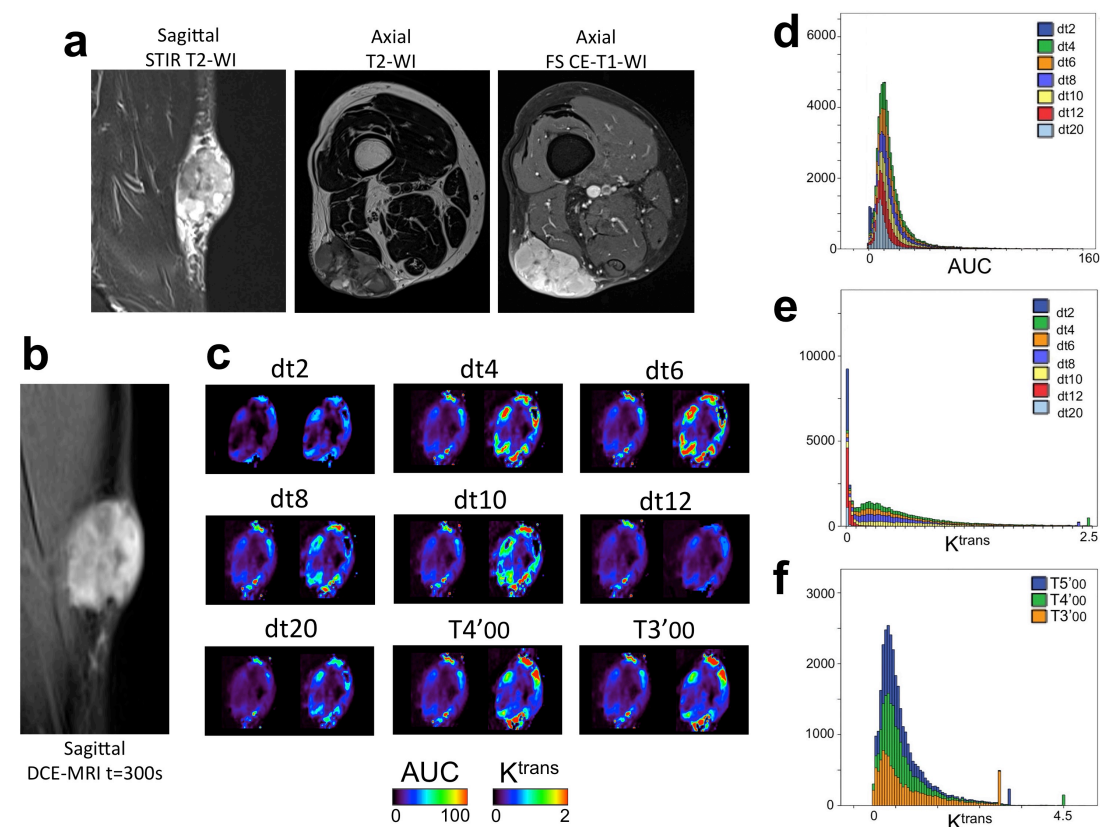 a
Sagittal
STIR T2-WI
Axial
T2-WI
Axial
FS CE-T1-WI
b
Sagittal
DCE-MRI t=300s
c
dt2
dt4
dt6
dt8
dt10
dt12
dt20
T4’00
T3’00
AUC
0
100
Ktrans
0
2
d
6000
4000
2000
0
0
160
AUC
dt2
dt4
dt6
dt8
dt10
dt12
dt20
e
10000
5000
0
0
2.5
Ktrans
dt2
dt4
dt6
dt8
dt10
dt12
dt20
f
3000
2000
1000
0
0
4.5
Ktrans
T5’00
T4’00
T3’00